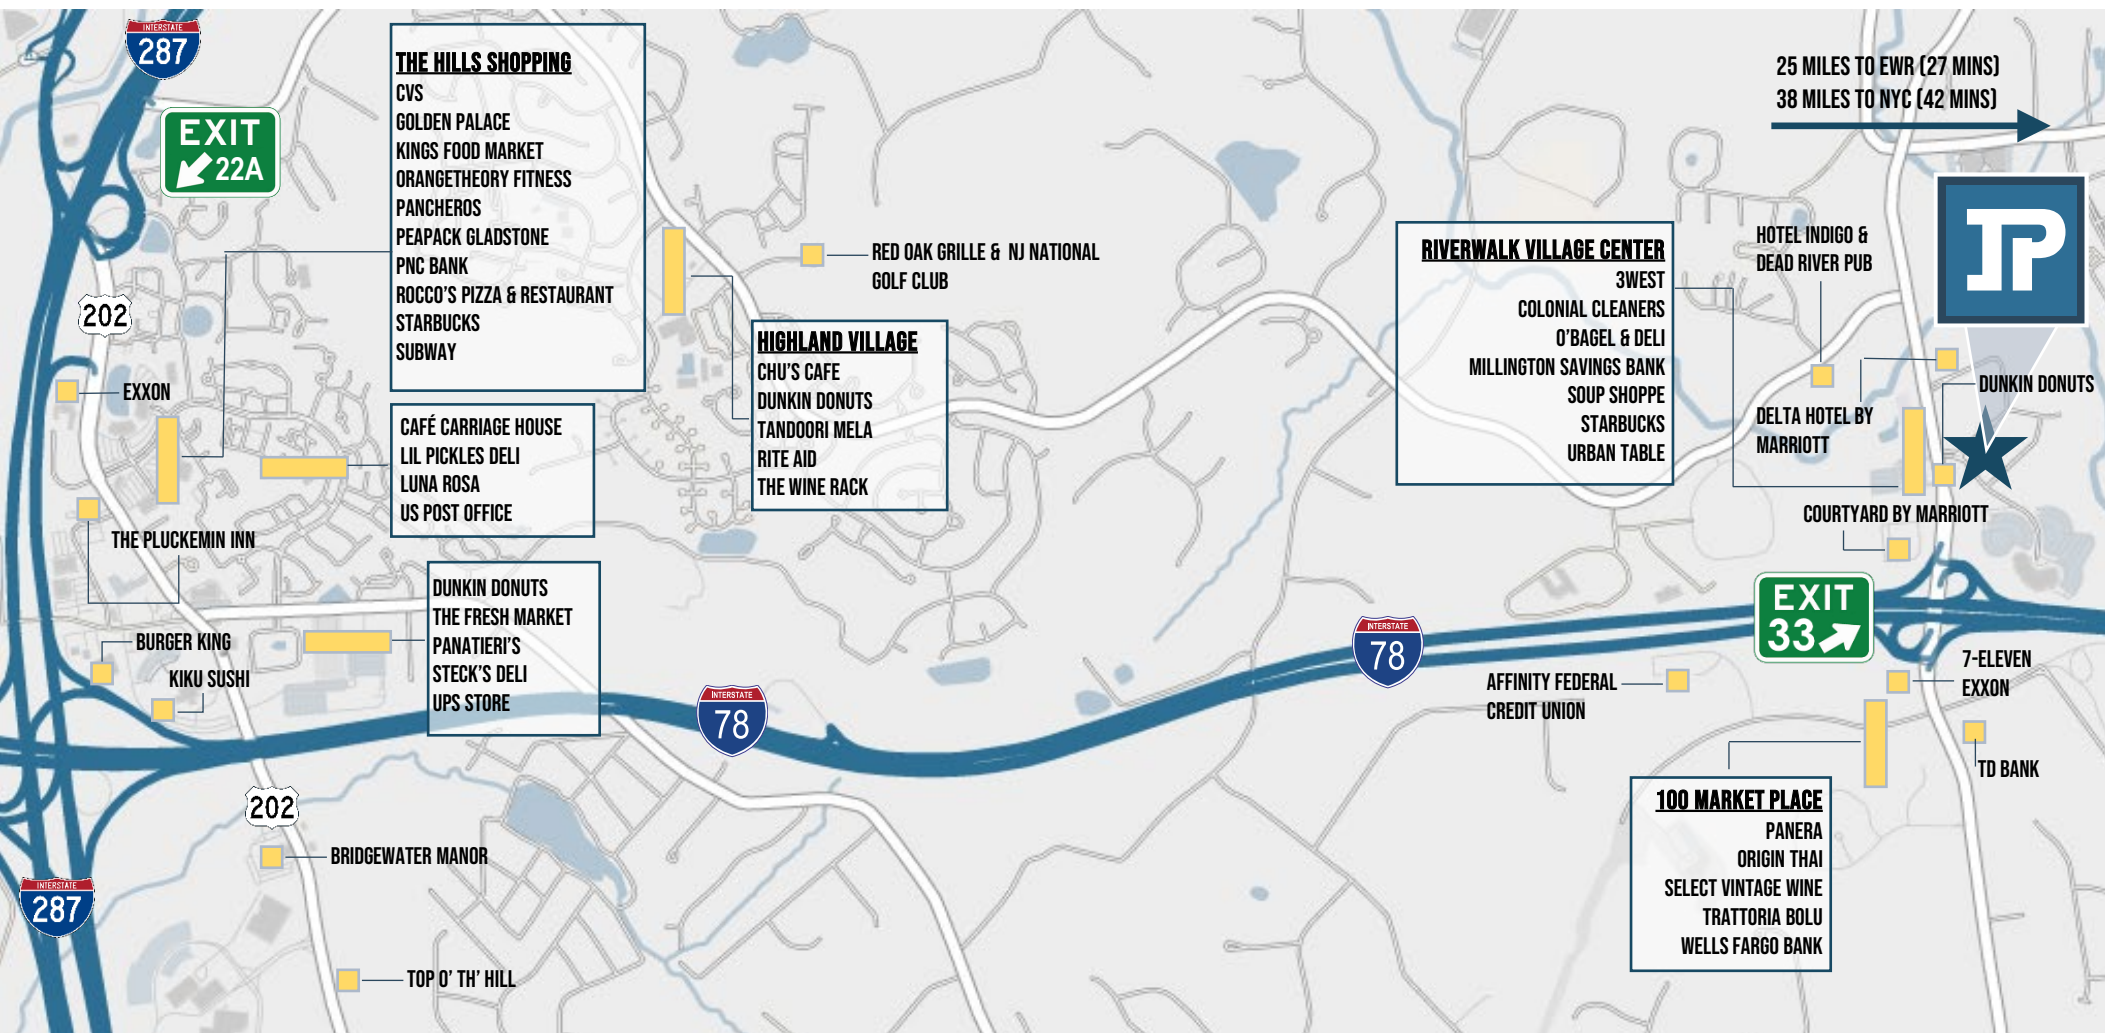 INTERSTATE
287
EXIT
22A
THE HILLS SHOPPING
CVS
GOLDEN PALACE
KINGS FOOD MARKET
ORANGETHEORY FITNESS
PANCHEROS
PEAPACK GLADSTONE
PNC BANK
ROCCO'S PIZZA & RESTAURANT
STARBUCKS
SUBWAY
25 MILES TO EWR (27 MINS)
38 MILES TO NYC (42 MINS)
JP
RED OAK GRILLE & NJ NATIONAL
GOLF CLUB
RIVERWALK VILLAGE CENTER
3WEST
COLONIAL CLEANERS
O'BAGEL & DELI
MILLINGTON SAVINGS BANK
SOUP SHOPPE
STARBUCKS
URBAN TABLE
HOTEL INDIGO &
DEAD RIVER PUB
202
EXXON
HIGHLAND VILLAGE
CHU'S CAFE
DUNKIN DONUTS
TANDOORI MELA
RITE AID
THE WINE RACK
DUNKIN DONUTS
DELTA HOTEL BY
MARRIOTT
CAFÉ CARRIAGE HOUSE
LIL PICKLES DELI
LUNA ROSA
US POST OFFICE
COURTYARD BY MARRIOTT
THE PLUCKEMIN INN
DUNKIN DONUTS
THE FRESH MARKET
PANATIERI'S
STECK'S DELI
UPS STORE
EXIT
33
BURGER KING
KIKU SUSHI
INTERSTATE
78
INTERSTATE
78
AFFINITY FEDERAL
CREDIT UNION
7-ELEVEN
EXXON
TD BANK
100 MARKET PLACE
PANERA
ORIGIN THAI
SELECT VINTAGE WINE
TRATTORIA BOLU
WELLS FARGO BANK
202
BRIDGEWATER MANOR
INTERSTATE
287
TOP O' TH' HILL